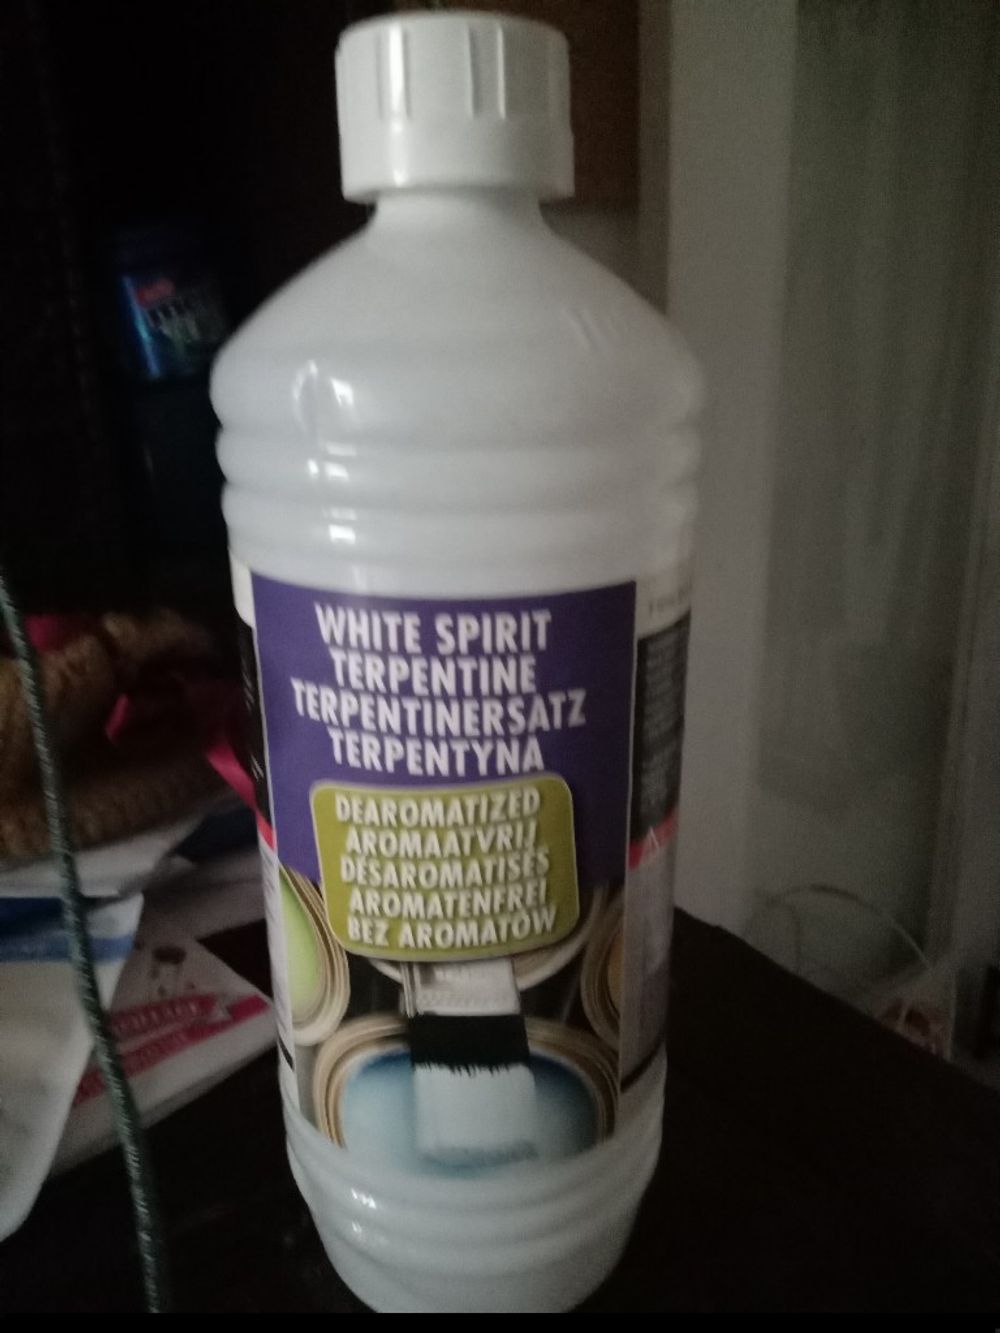 WHITE SPIRIT
TERPENTINE
TERPENTINERSATZ
TERPENTYNA
DEAROMATIZED
AROMAATVRIJ
DÉSAROMATISÉS
AROMATENFREI
BEZ AROMATÓW